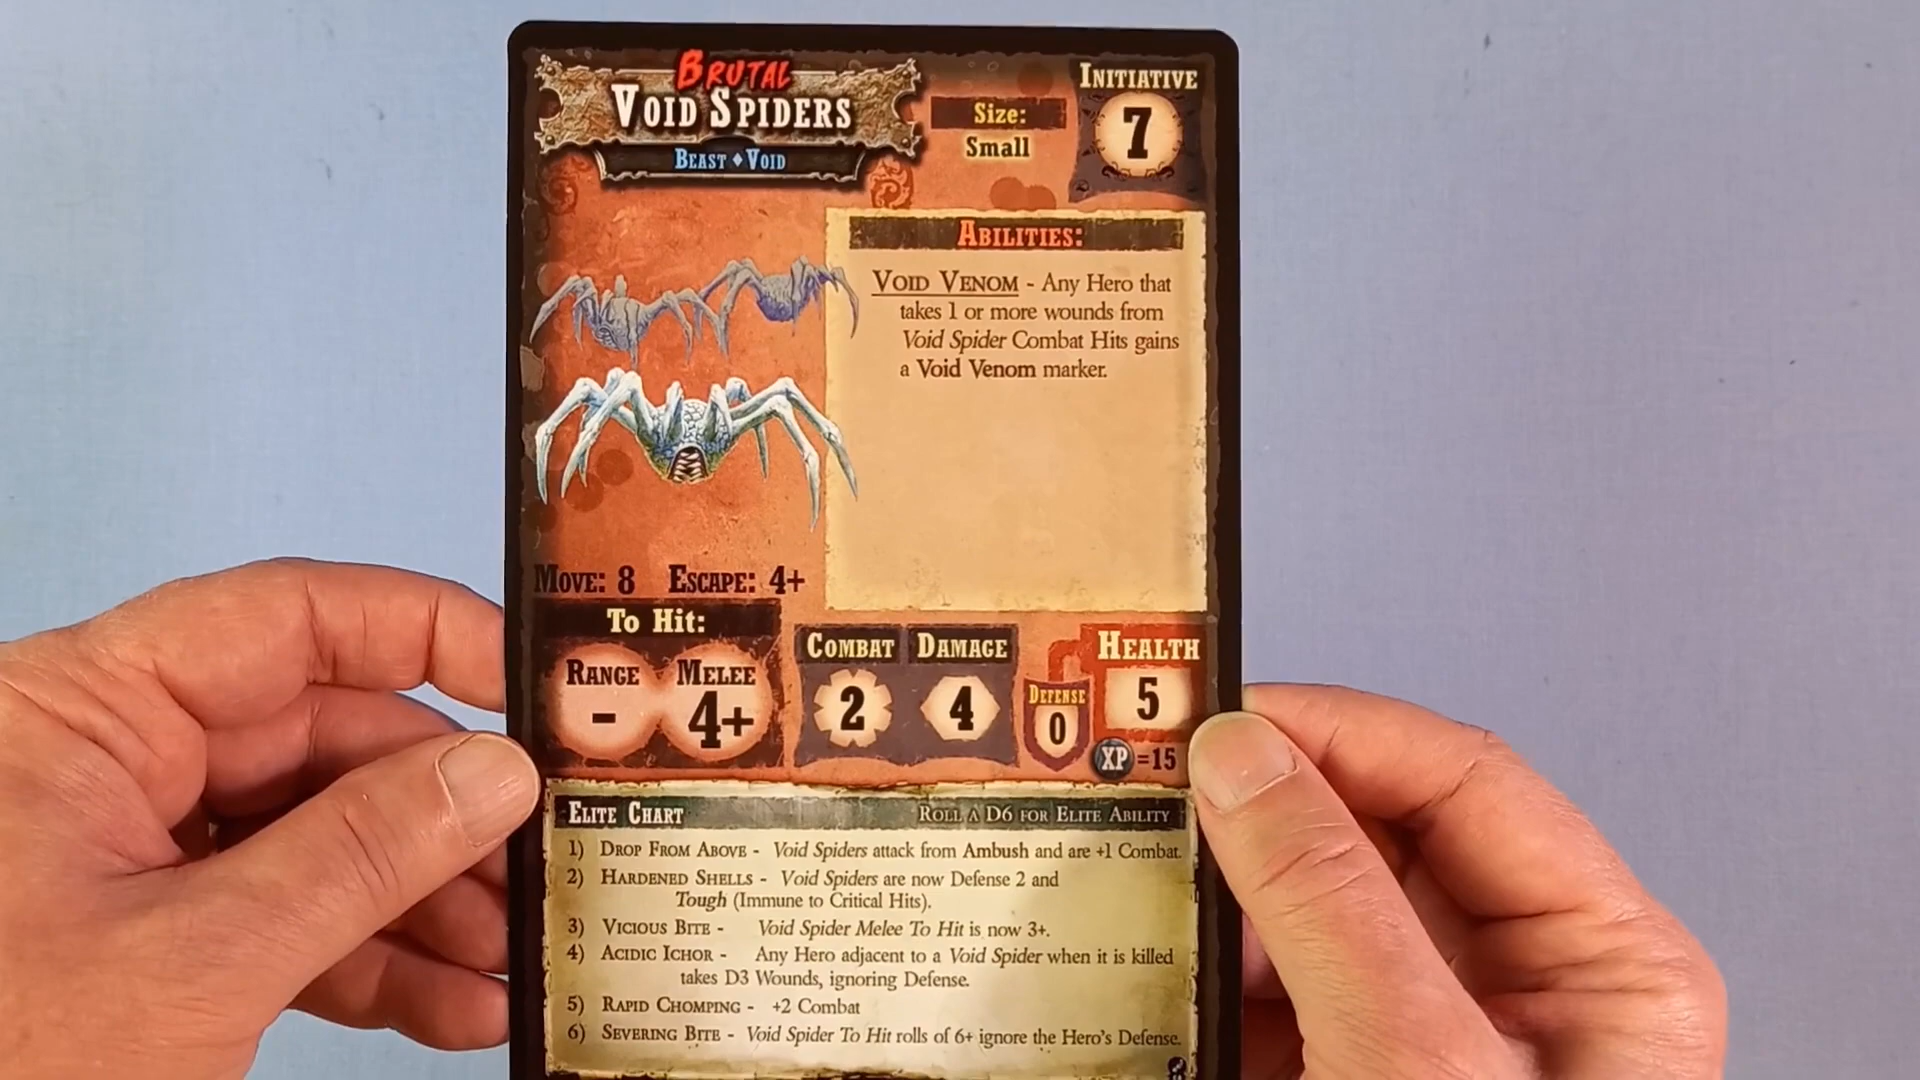 BRUTAL
VOID SPIDERS
BEAST ♦ VOID
Size:
Small
INITIATIVE
7
ABILITIES:
VOID VENOM - Any Hero that
takes 1 or more wounds from
Void Spider Combat Hits gains
a Void Venom marker.
MOVE: 8 ESCAPE: 4+
To Hit:
RANGE MELEE
- 4+
COMBAT DAMAGE
2 4
DEFENSE
0
HEALTH
5
XP =15
ELITE CHART ROLL A D6 FOR ELITE ABILITY
1) DROP FROM ABOVE - Void Spiders attack from Ambush and are +1 Combat.
2) HARDENED SHELLS - Void Spiders are now Defense 2 and
Tough (Immune to Critical Hits).
3) VICIOUS BITE - Void Spider Melee To Hit is now 3+.
4) ACIDIC ICHOR - Any Hero adjacent to a Void Spider when it is killed
takes D3 Wounds, ignoring Defense.
5) RAPID CHOMPING - +2 Combat
6) SEVERING BITE - Void Spider To Hit rolls of 6+ ignore the Hero's Defense.